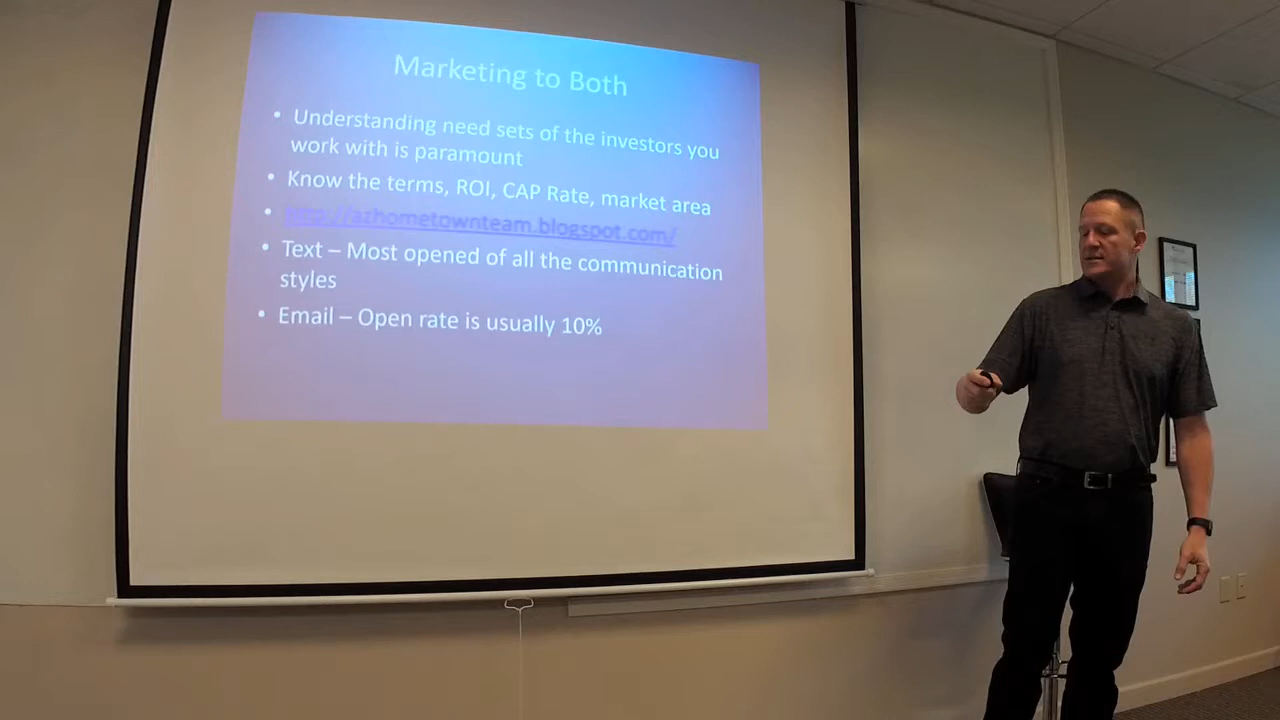 Marketing to Both
• Understanding need sets of the investors you
work with is paramount
• Know the terms, ROI, CAP Rate, market area
• http://azhometownteam.blogspot.com/
• Text – Most opened of all the communication
styles
• Email – Open rate is usually 10%